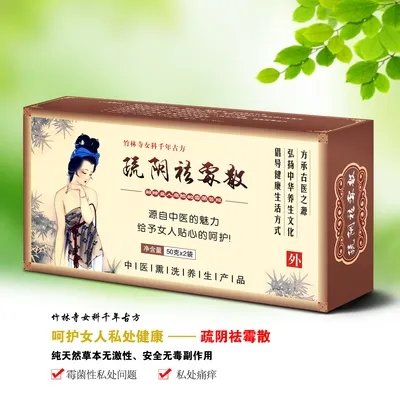 竹林寺女科千年古方
疏阴祛霉散
源自中医的魅力
给予女人贴心的呵护!
净含量 50克x2袋
中医熏洗养生产品
方承古医之源
弘扬中华养生文化
倡导健康生活方式
外
竹林寺女科千年古方
呵护女人私处健康 —— 疏阴祛霉散
纯天然草本无激性、安全无毒副作用
霉菌性私处问题
私处痛痒